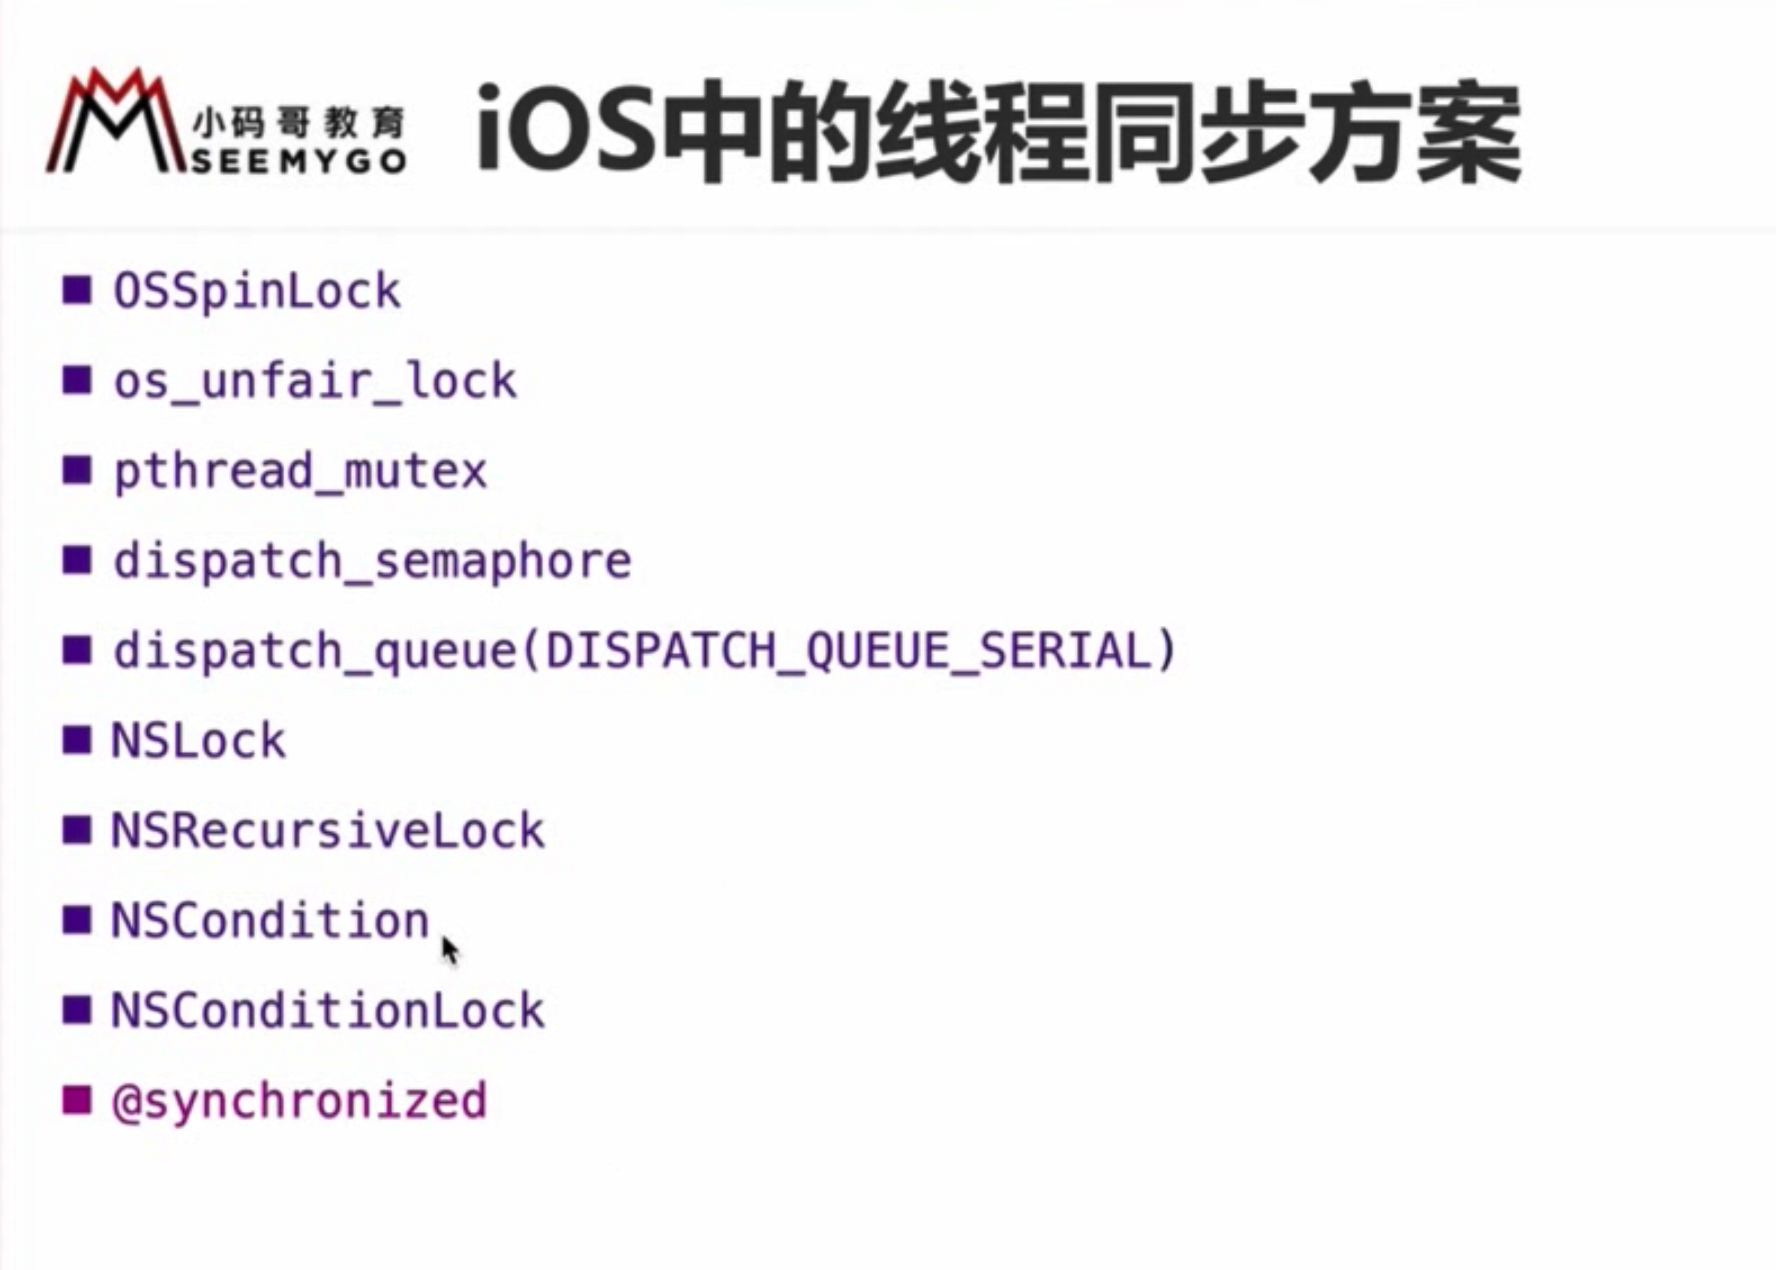 小码哥教育
SEEMYGO
iOS中的线程同步方案
OSSpinLock
os_unfair_lock
pthread_mutex
dispatch_semaphore
dispatch_queue(DISPATCH_QUEUE_SERIAL)
NSLock
NSRecursiveLock
NSCondition
NSConditionLock
@synchronized